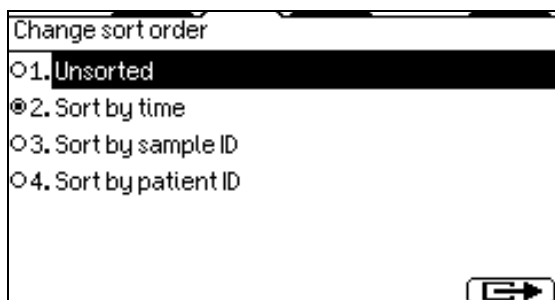 Change sort order
1. Unsorted
2. Sort by time
3. Sort by sample ID
4. Sort by patient ID